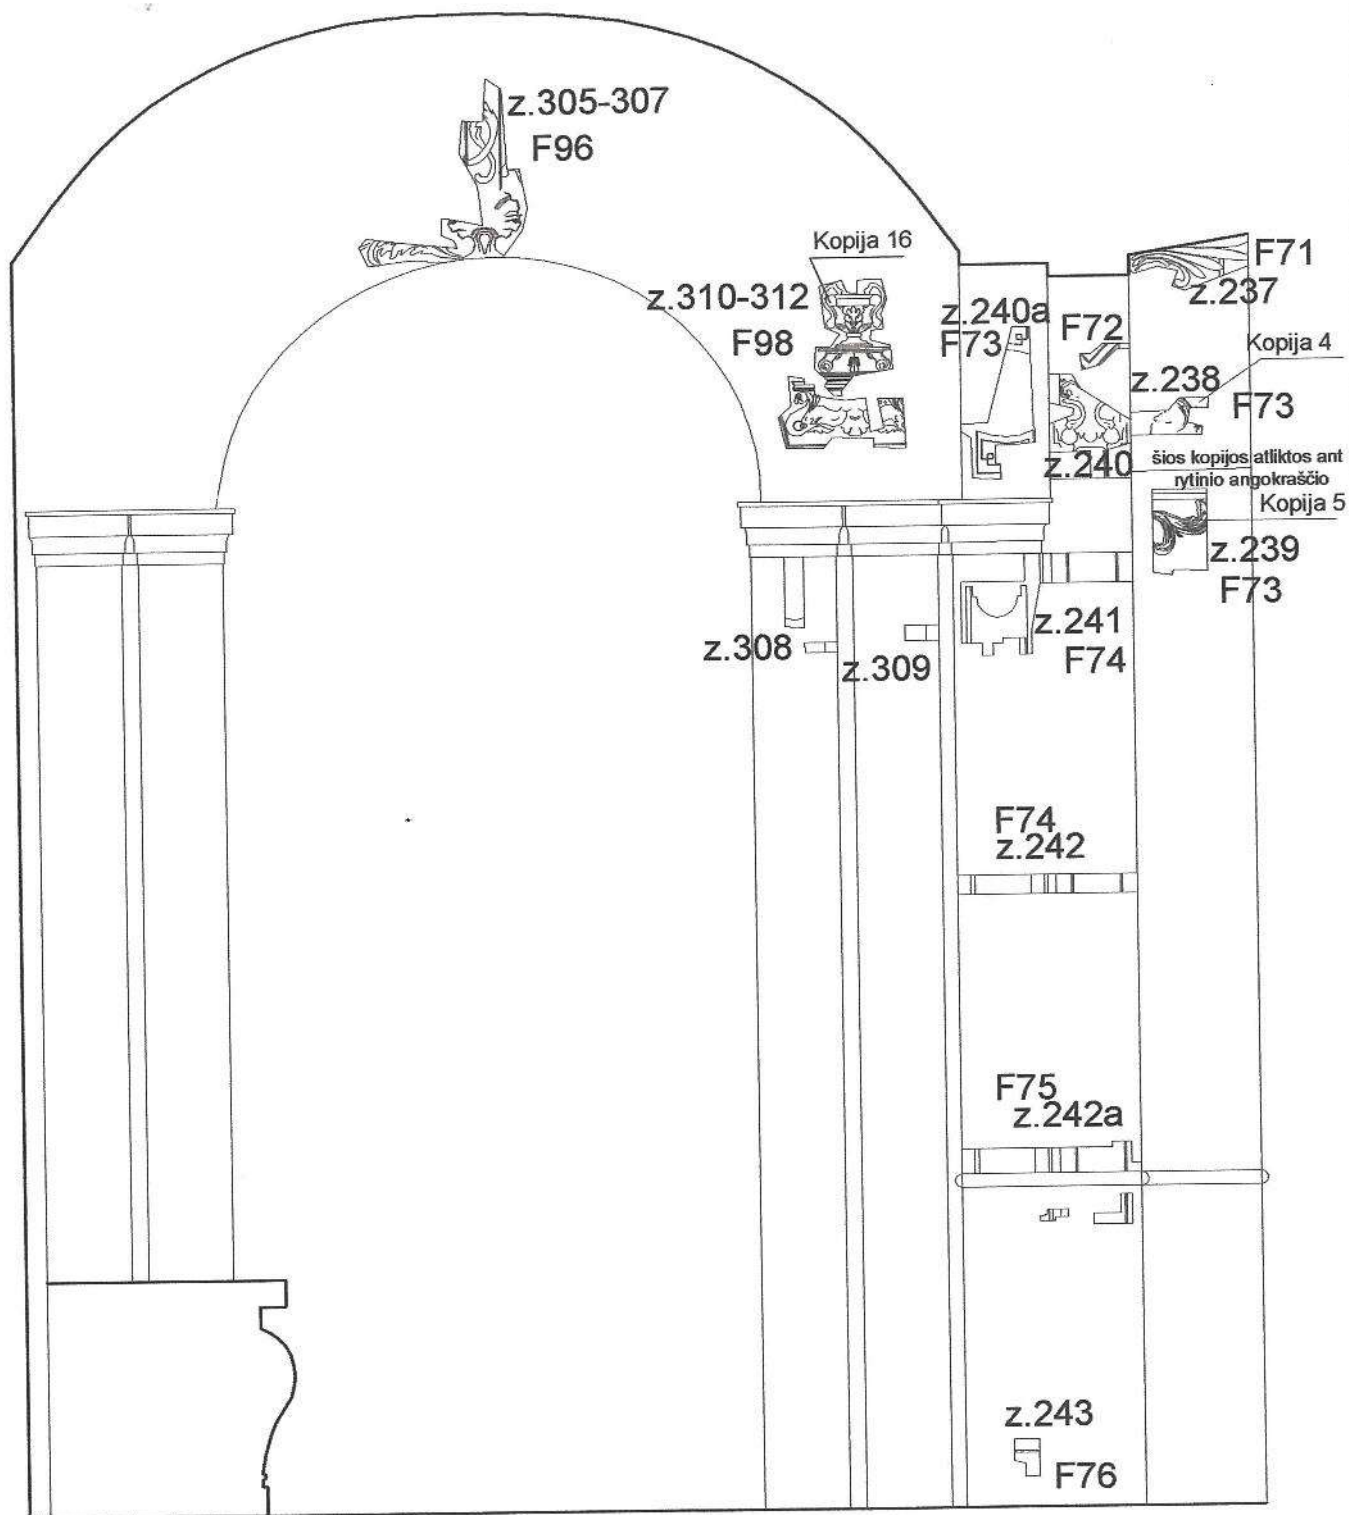 z.305-307
F96
Kopija 16
z.310-312
F98
z.240a
F73
F72
F71
z.237
Kopija 4
z.238
F73
z.240
šios kopijos atliktos ant
rytinio angokraščio
Kopija 5
z.239
F73
z.308
z.309
z.241
F74
F74
z.242
F75
z.242a
z.243
F76